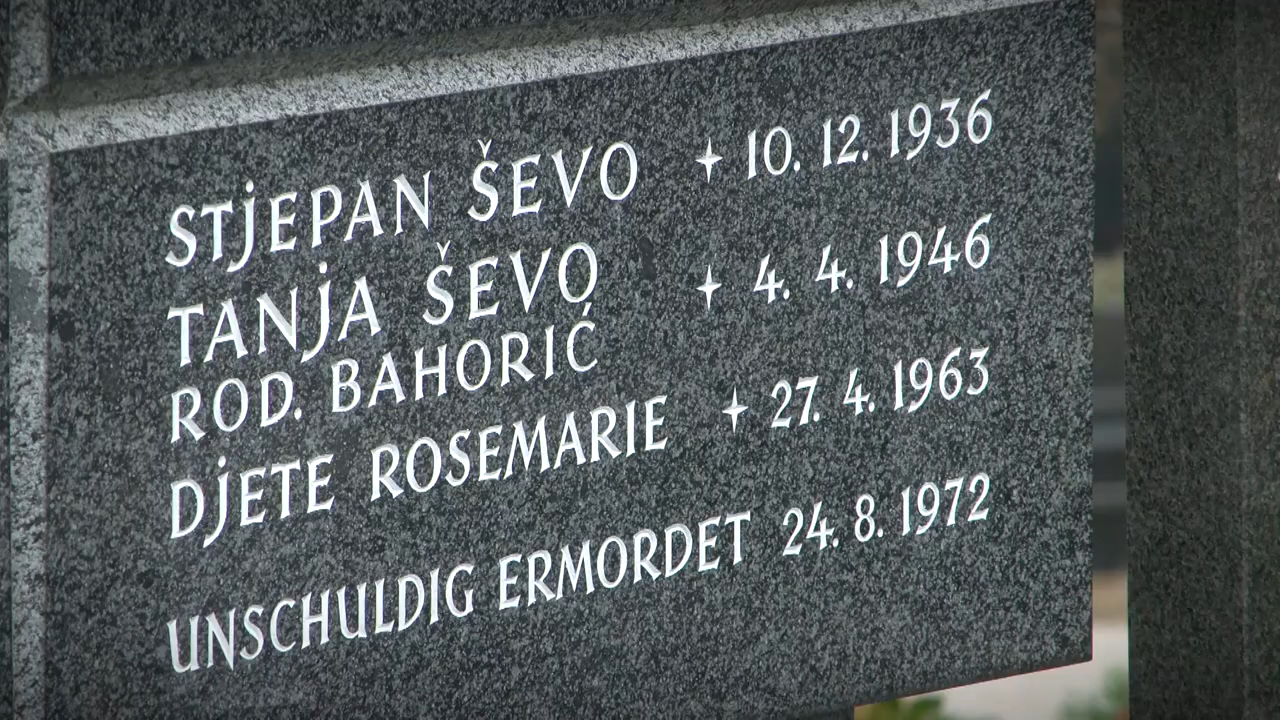 STJEPAN ŠEVO ✦ 10. 12. 1936
TANJA ŠEVO ✦ 4. 4. 1946
ROD. BAHORIĆ
DJETE ROSEMARIE ✦ 27. 4. 1963
UNSCHULDIG ERMORDET 24. 8. 1972